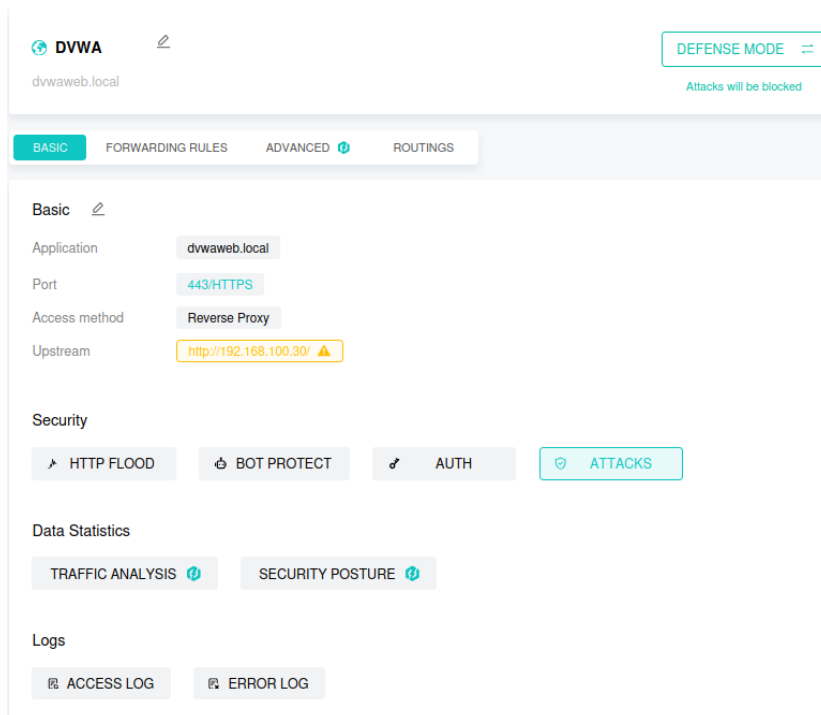 DVWA
dvwaweb.local
DEFENSE MODE
Attacks will be blocked
BASIC FORWARDING RULES ADVANCED ROUTINGS
Basic
Application dvwaweb.local
Port 443/HTTPS
Access method Reverse Proxy
Upstream http://192.168.100.30/
Security
HTTP FLOOD BOT PROTECT AUTH ATTACKS
Data Statistics
TRAFFIC ANALYSIS SECURITY POSTURE
Logs
ACCESS LOG ERROR LOG